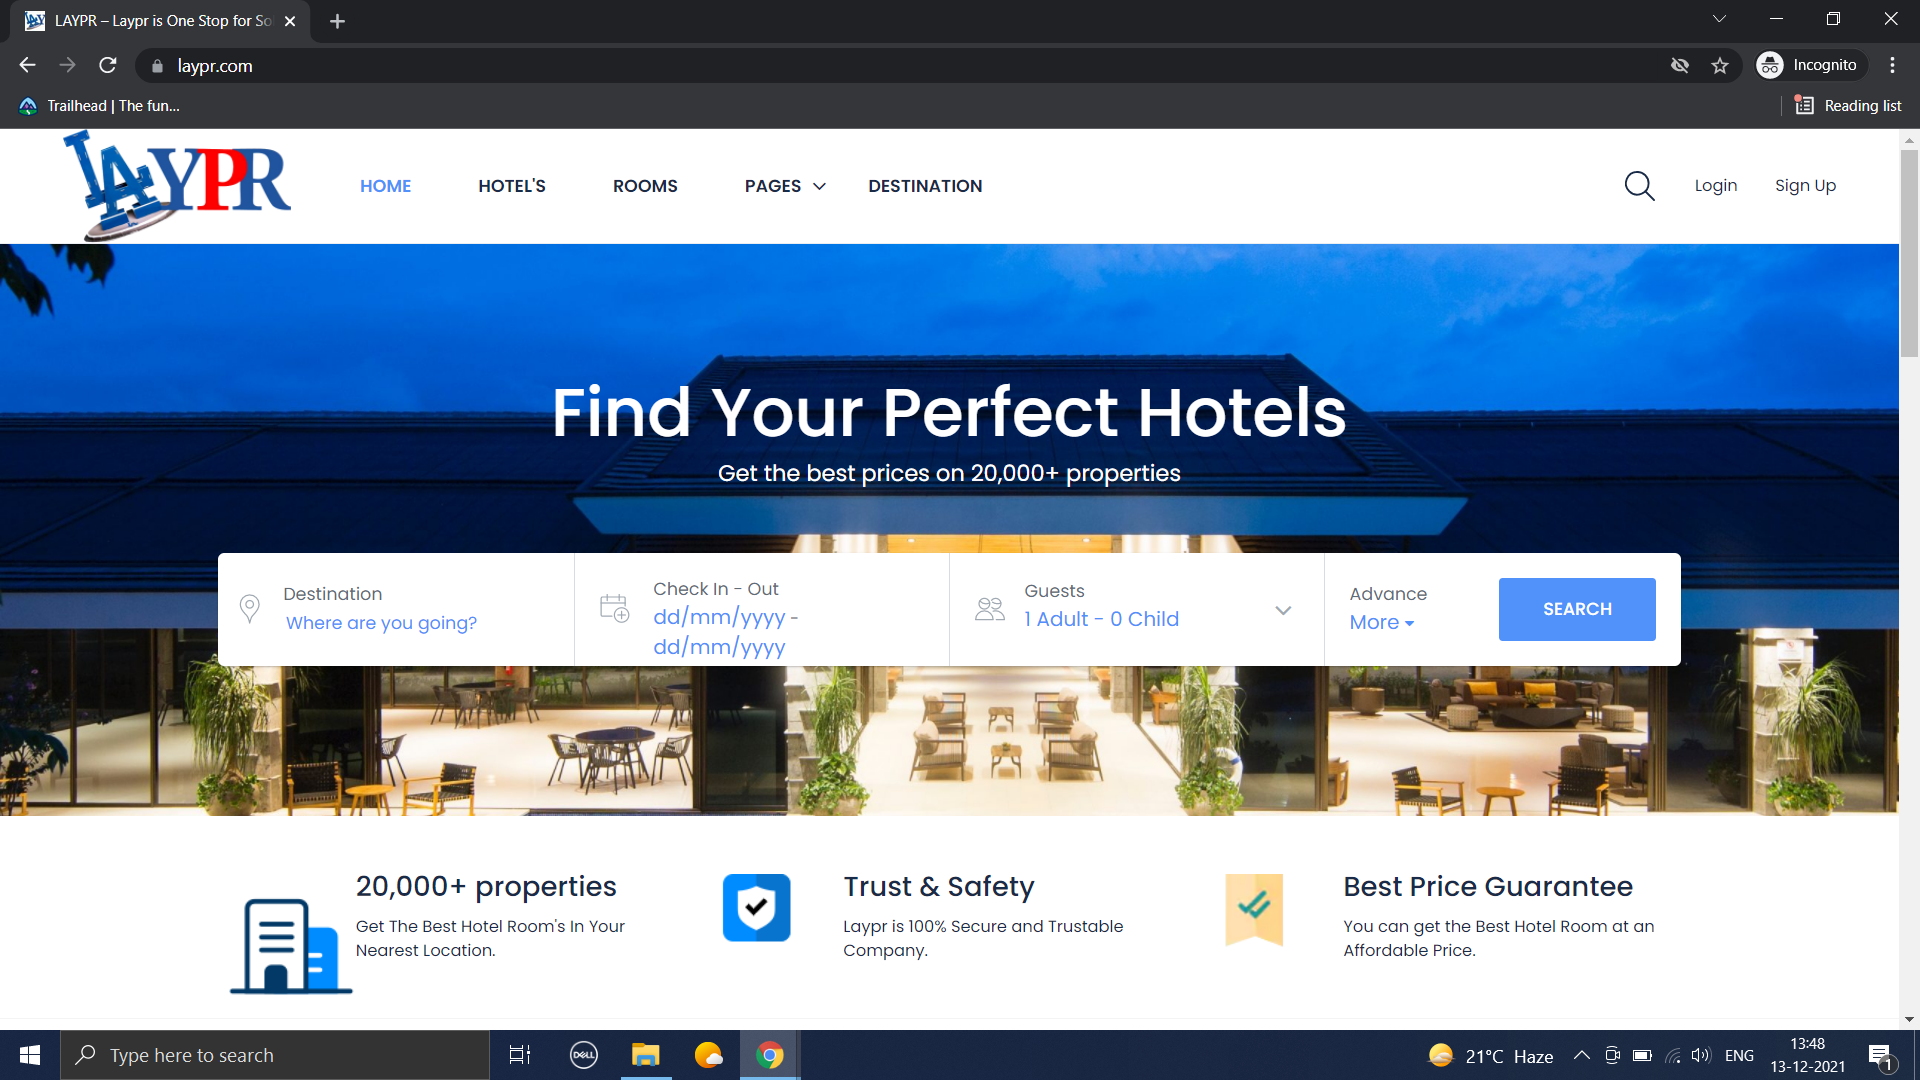 LAYPR – Laypr is One Stop for So
laypr.com
Incognito
Trailhead | The fun...
Reading list
LAYPR
HOME
HOTEL'S
ROOMS
PAGES
DESTINATION
Login
Sign Up
Find Your Perfect Hotels
Get the best prices on 20,000+ properties
Destination
Where are you going?
Check In - Out
dd/mm/yyyy -
dd/mm/yyyy
Guests
1 Adult - 0 Child
Advance
More
SEARCH
20,000+ properties
Get The Best Hotel Room's In Your
Nearest Location.
Trust & Safety
Laypr is 100% Secure and Trustable
Company.
Best Price Guarantee
You can get the Best Hotel Room at an
Affordable Price.
Type here to search
DELL
21°C Haze
ENG
13:48
13-12-2021
1